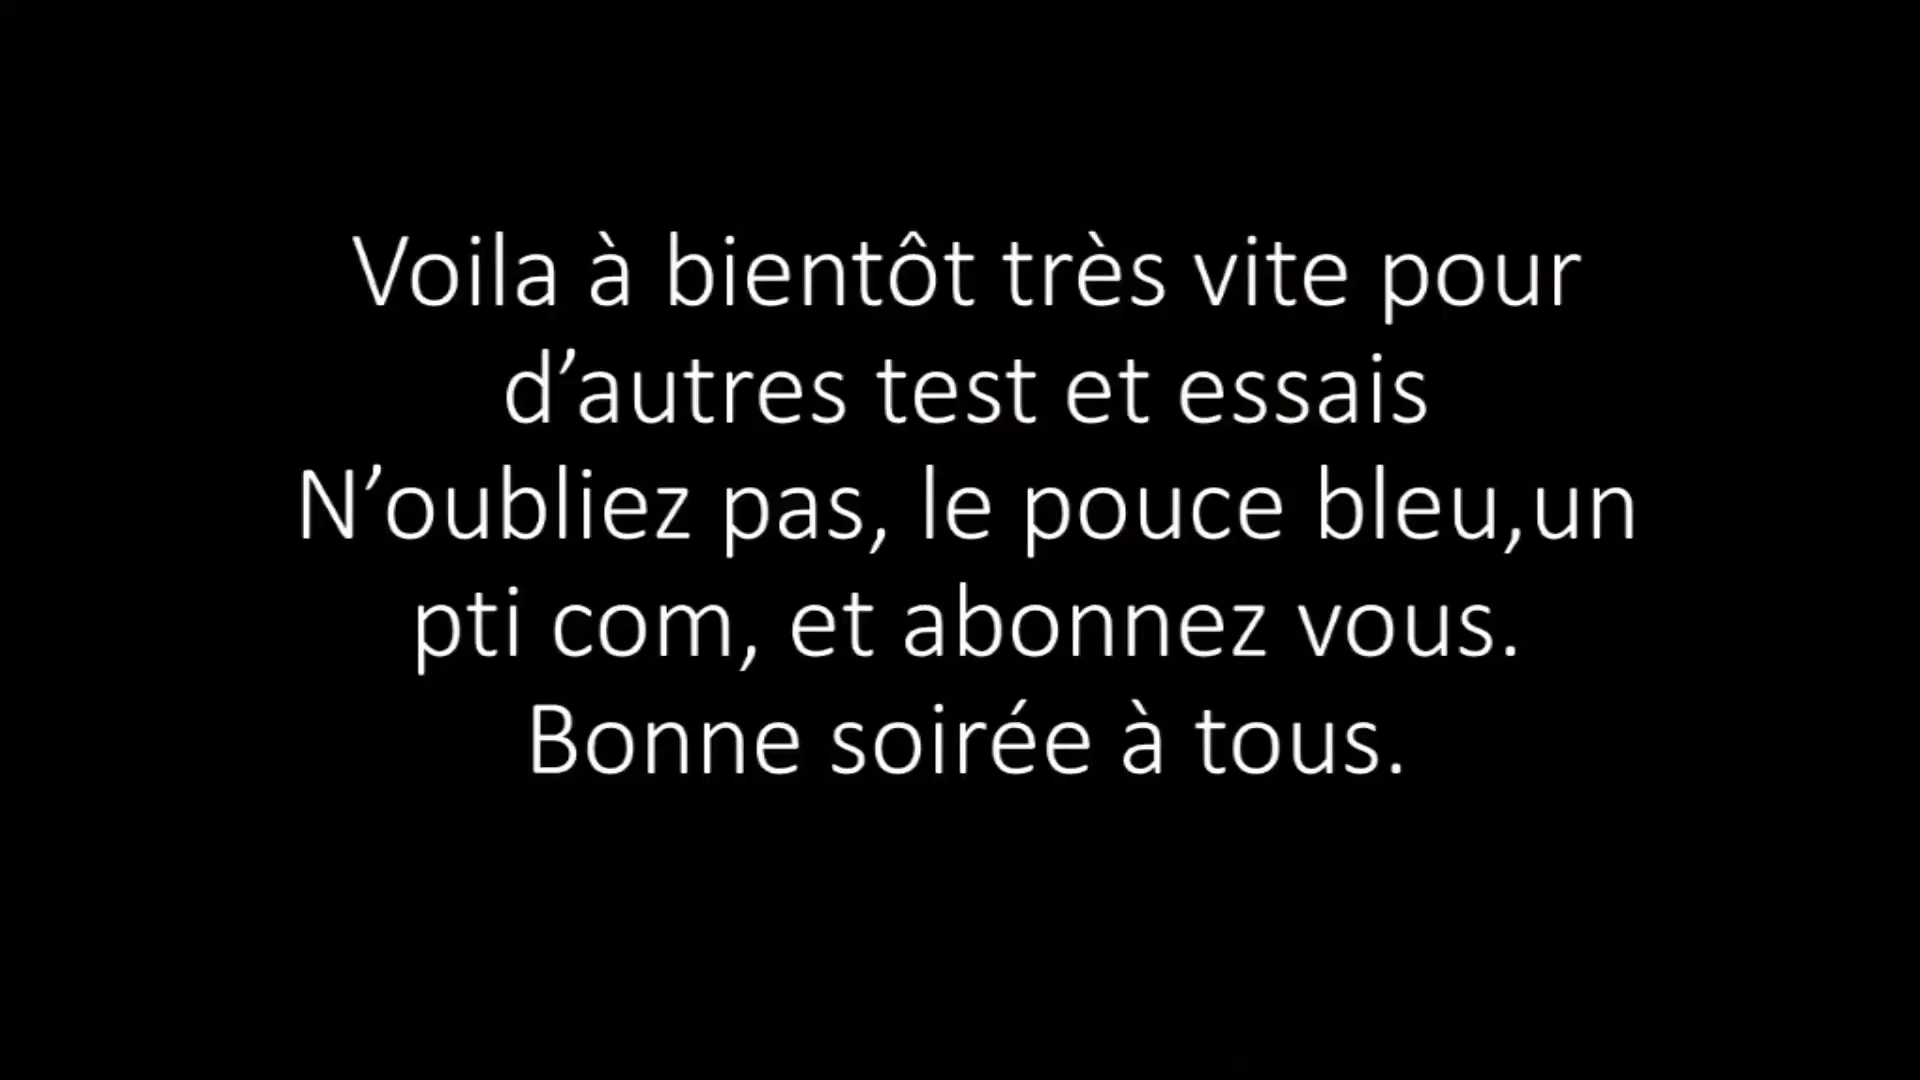 Voila à bientôt très vite pour
d’autres test et essais
N’oubliez pas, le pouce bleu,un
pti com, et abonnez vous.
Bonne soirée à tous.